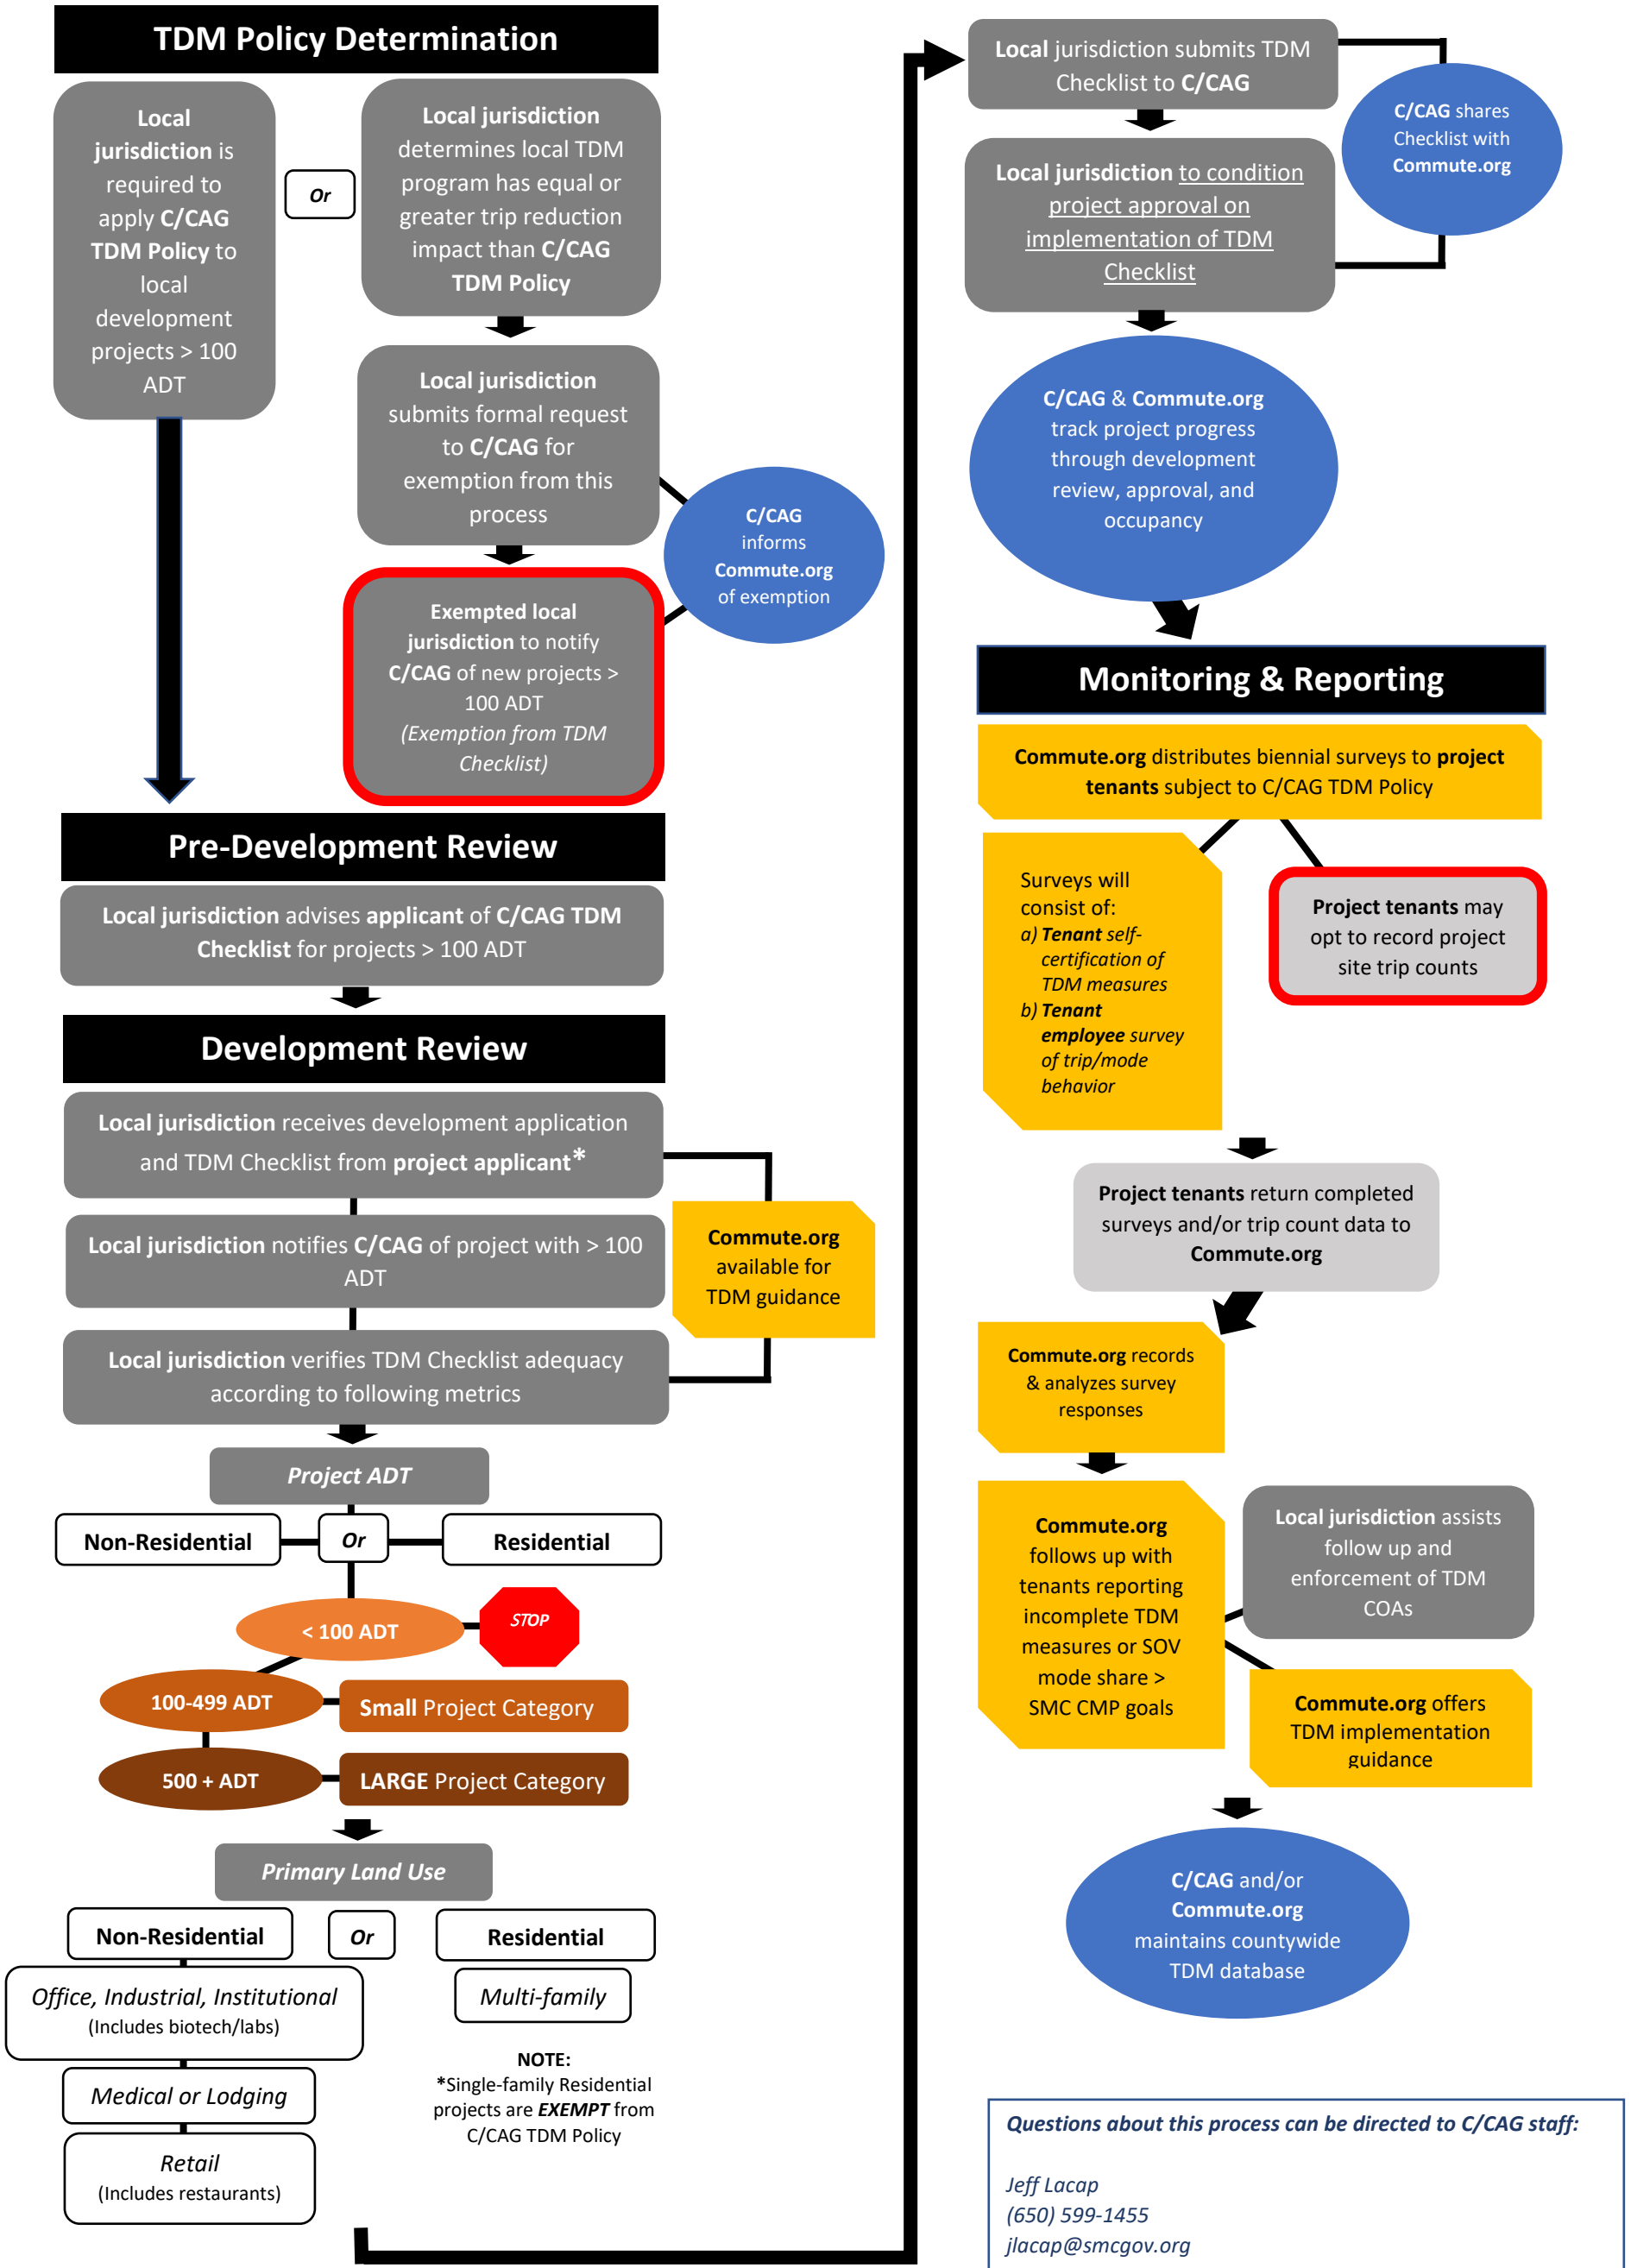 TDM Policy Determination
Local
jurisdiction is
required to
apply C/CAG
TDM Policy to
local
development
projects > 100
ADT
Or
Local jurisdiction
determines local TDM
program has equal or
greater trip reduction
impact than C/CAG
TDM Policy
Local jurisdiction
submits formal request
to C/CAG for
exemption from this
process
C/CAG
informs
Commute.org
of exemption
Exempted local
jurisdiction to notify
C/CAG of new projects >
100 ADT
(Exemption from TDM
Checklist)
Pre-Development Review
Local jurisdiction advises applicant of C/CAG TDM
Checklist for projects > 100 ADT
Development Review
Local jurisdiction receives development application
and TDM Checklist from project applicant*
Local jurisdiction notifies C/CAG of project with > 100
ADT
Commute.org
available for
TDM guidance
Local jurisdiction verifies TDM Checklist adequacy
according to following metrics
Project ADT
Non-Residential
Or
Residential
< 100 ADT
STOP
100-499 ADT
Small Project Category
500 + ADT
LARGE Project Category
Primary Land Use
Non-Residential
Or
Residential
Office, Industrial, Institutional
(Includes biotech/labs)
Multi-family
Medical or Lodging
Retail
(Includes restaurants)
NOTE:
*Single-family Residential
projects are EXEMPT from
C/CAG TDM Policy
Local jurisdiction submits TDM
Checklist to C/CAG
C/CAG shares
Checklist with
Commute.org
Local jurisdiction to condition
project approval on
implementation of TDM
Checklist
C/CAG & Commute.org
track project progress
through development
review, approval, and
occupancy
Monitoring & Reporting
Commute.org distributes biennial surveys to project
tenants subject to C/CAG TDM Policy
Surveys will
consist of:
a) Tenant self-
certification of
TDM measures
b) Tenant
employee survey
of trip/mode
behavior
Project tenants may
opt to record project
site trip counts
Project tenants return completed
surveys and/or trip count data to
Commute.org
Commute.org records
& analyzes survey
responses
Commute.org
follows up with
tenants reporting
incomplete TDM
measures or SOV
mode share >
SMC CMP goals
Local jurisdiction assists
follow up and
enforcement of TDM
COAs
Commute.org offers
TDM implementation
guidance
C/CAG and/or
Commute.org
maintains countywide
TDM database
Questions about this process can be directed to C/CAG staff:
Jeff Lacap
(650) 599-1455
jlacap@smcgov.org